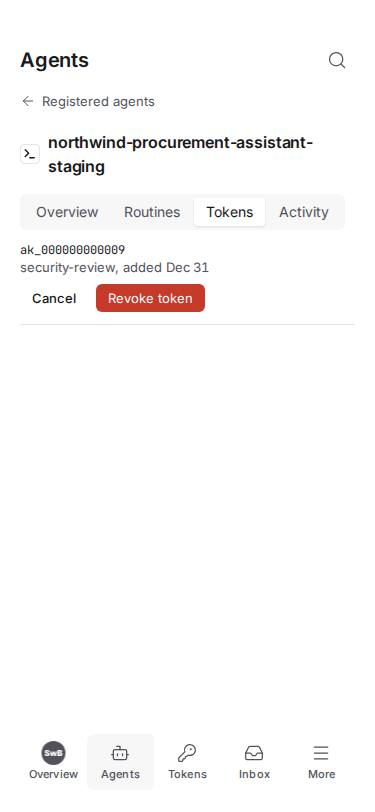 Agents
Registered agents
northwind-procurement-assistant-
staging
Overview Routines Tokens Activity
ak_000000000009
security-review, added Dec 31
Cancel Revoke token
SwB
Overview Agents Tokens Inbox More